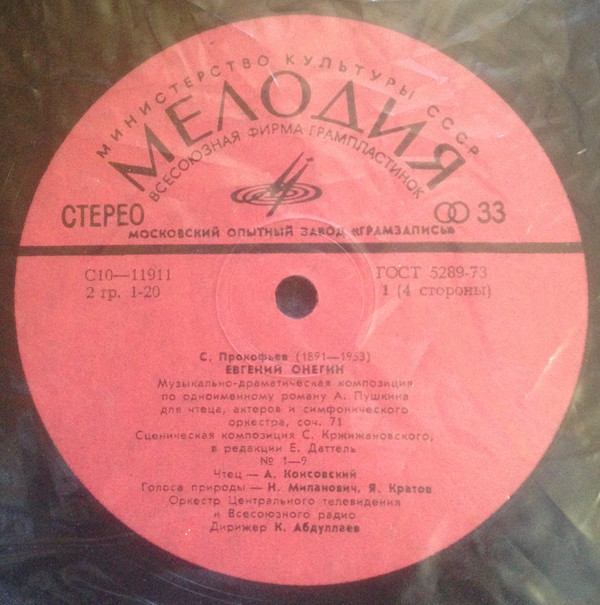 МИНИСТЕРСТВО КУЛЬТУРЫ СССР
МЕЛОДИЯ
ВСЕСОЮЗНАЯ ФИРМА ГРАМПЛАСТИНОК
СТЕРЕО
33
МОСКОВСКИЙ ОПЫТНЫЙ ЗАВОД «ГРАМЗАПИСЬ»
С10—11911
ГОСТ 5289-73
2 гр. 1-20
1 (4 стороны)
С. Прокофьев (1891—1953)
ЕВГЕНИЙ ОНЕГИН
Музыкально-драматическая композиция
по одноименному роману А. Пушкина
для чтеца, актеров и симфонического
оркестра, соч. 71
Сценическая композиция С. Кржижановского,
в редакции Е. Даттель
№ 1—9
Чтец — А. Консовский
Голоса природы — Н. Миланович, Я. Кратов
Оркестр Центрального телевидения
и Всесоюзного радио
Дирижер К. Абдуллаев